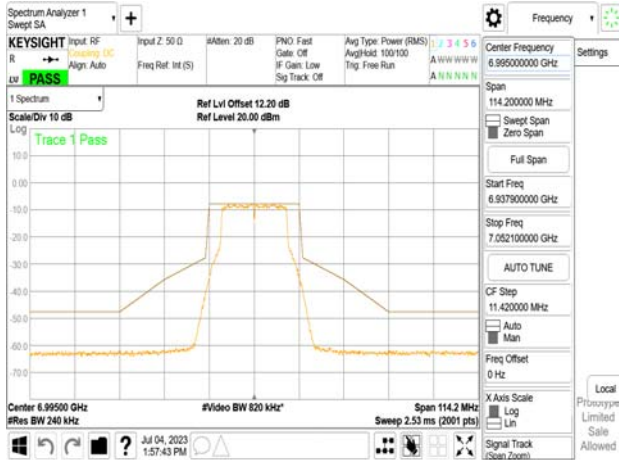 Spectrum Analyzer 1
Swept SA
+
Frequency
KEYSIGHT
R
LVI PASS
Input: RF
Coupling: DC
Align: Auto
Input Z: 50 Ω
Freq Ref: Int (S)
#Atten: 20 dB
PNO: Fast
Gate: Off
IF Gain: Low
Sig Track: Off
Avg Type: Power (RMS)
Avg|Hold: 100/100
Trig: Free Run
1 2 3 4 5 6
A W W W W W
A N N N N N
1 Spectrum
Scale/Div 10 dB
Ref Lvl Offset 12.20 dB
Ref Level 20.00 dBm
Log
Trace 1 Pass
10.0
0.00
-10.0
-20.0
-30.0
-40.0
-50.0
-60.0
-70.0
Center 6.99500 GHz
#Res BW 240 kHz
#Video BW 820 kHz*
Span 114.2 MHz
Sweep 2.53 ms (2001 pts)
?
Jul 04, 2023
1:57:43 PM
Center Frequency
6.995000000 GHz
Settings
Span
114.200000 MHz
Swept Span
Zero Span
Full Span
Start Freq
6.937900000 GHz
Stop Freq
7.052100000 GHz
AUTO TUNE
CF Step
11.420000 MHz
Auto
Man
Freq Offset
0 Hz
X Axis Scale
Log
Lin
Signal Track
(Span Zoom)
Local
Prototype
Limited
Sale
Allowed